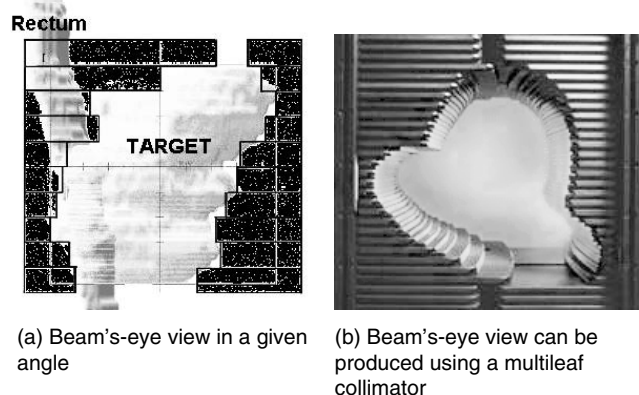 Rectum
TARGET
(a) Beam's-eye view in a given
angle
(b) Beam's-eye view can be
produced using a multileaf
collimator